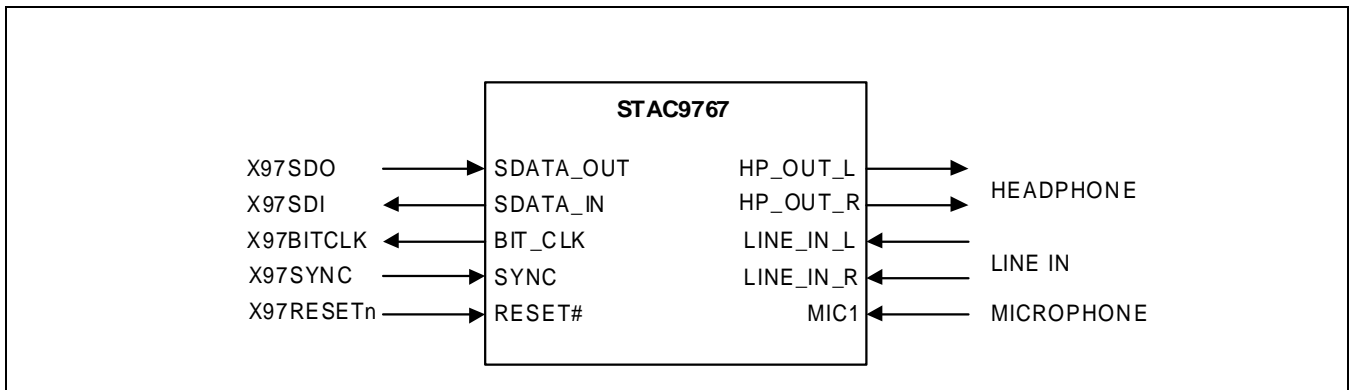 STAC9767
X97SDO SDATA_OUT HP_OUT_L
HEADPHONE
X97SDI SDATA_IN HP_OUT_R
X97BITCLK BIT_CLK LINE_IN_L
LINE IN
X97SYNC SYNC LINE_IN_R
X97RESETn RESET# MIC1 MICROPHONE